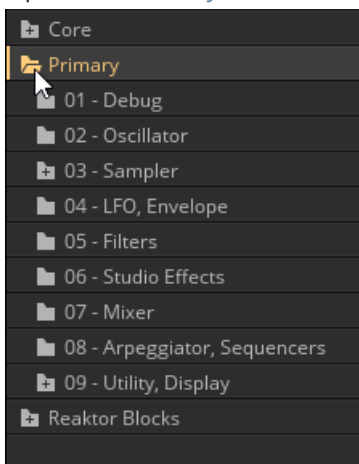 Core
Primary
01 - Debug
02 - Oscillator
03 - Sampler
04 - LFO, Envelope
05 - Filters
06 - Studio Effects
07 - Mixer
08 - Arpeggiator, Sequencers
09 - Utility, Display
Reaktor Blocks